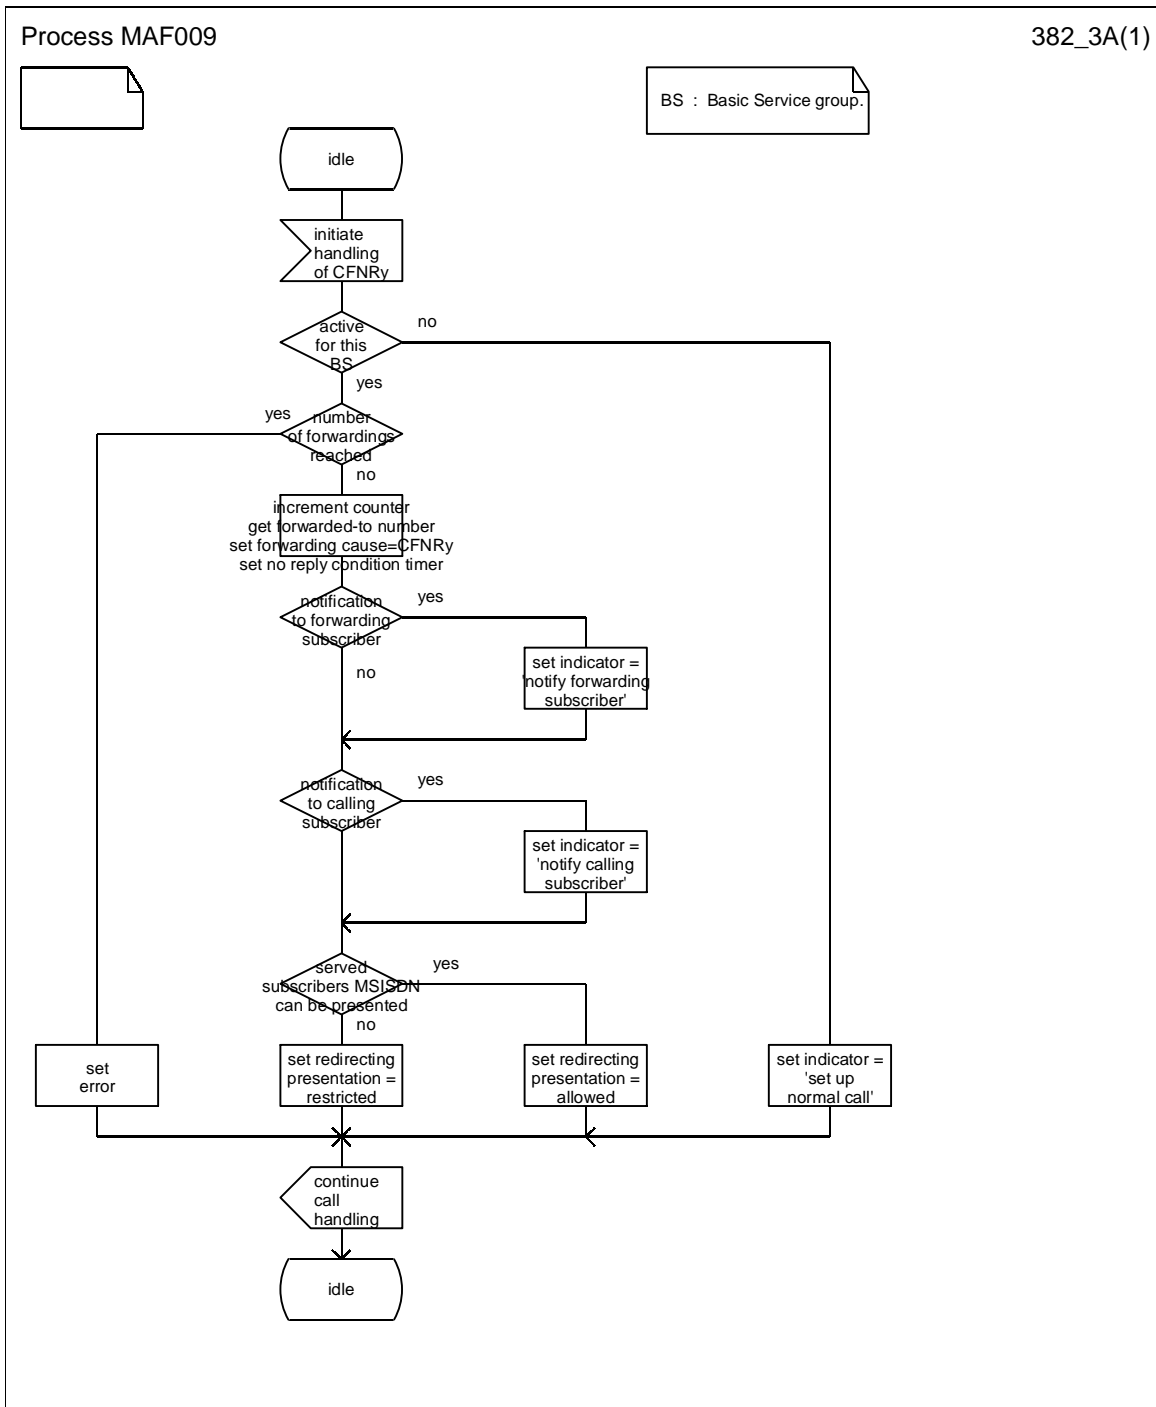 Process MAF009
382_3A(1)
BS : Basic Service group.
idle
initiate
handling
of CFNRy
active
for this
BS
no
yes
yes
number
of forwardings
reached
no
increment counter
get forwarded-to number
set forwarding cause=CFNRy
set no reply condition timer
notification
to forwarding
subscriber
yes
no
set indicator =
'notify forwarding
subscriber'
notification
to calling
subscriber
yes
set indicator =
'notify calling
subscriber'
served
subscribers MSISDN
can be presented
yes
no
set
error
set redirecting
presentation =
restricted
set redirecting
presentation =
allowed
set indicator =
'set up
normal call'
continue
call
handling
idle